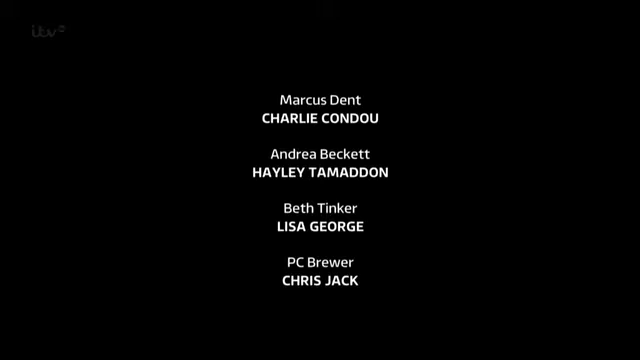 itv
Marcus Dent
CHARLIE CONDOU
Andrea Beckett
HAYLEY TAMADDON
Beth Tinker
LISA GEORGE
PC Brewer
CHRIS JACK